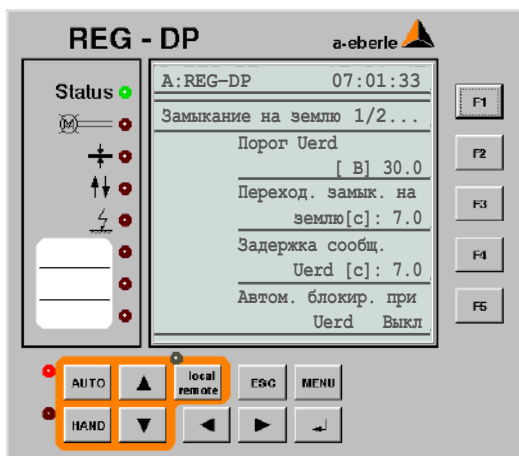 REG - DP
a-eberle
Status
A:REG-DP 07:01:33
Замыкание на землю 1/2...
Порог Uerd
[ В] 30.0
Переход. замык. на
землю[с]: 7.0
Задержка сообщ.
Uerd [с]: 7.0
Автом. блокир. при
Uerd Выкл
F1
F2
F3
F4
F5
M
AUTO
local
remote
ESC
MENU
HAND